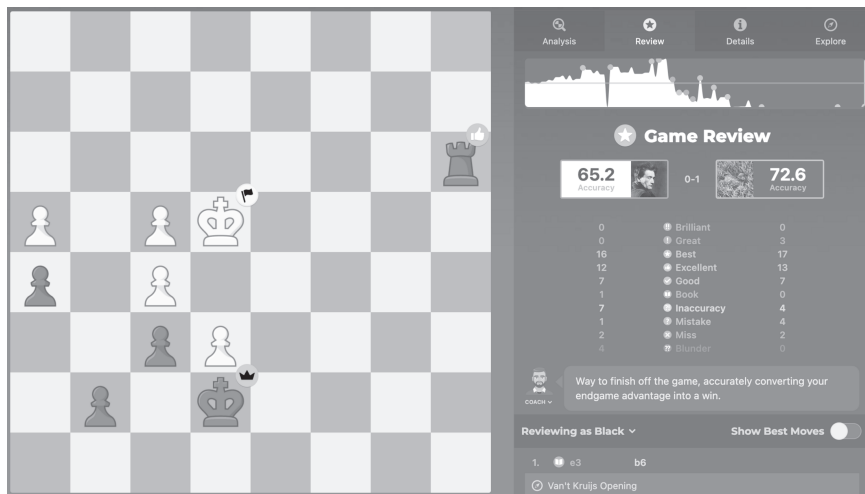 Analysis Review Details Explore
Game Review
65.2 Accuracy 0-1 72.6 Accuracy
0 Brilliant 0
0 Great 3
16 Best 17
12 Excellent 13
7 Good 7
1 Book 0
7 Inaccuracy 4
1 Mistake 4
2 Miss 2
4 Blunder 0
Way to finish off the game, accurately converting your
endgame advantage into a win.
COACH
Reviewing as Black Show Best Moves
1. e3 b6
Van't Kruijs Opening